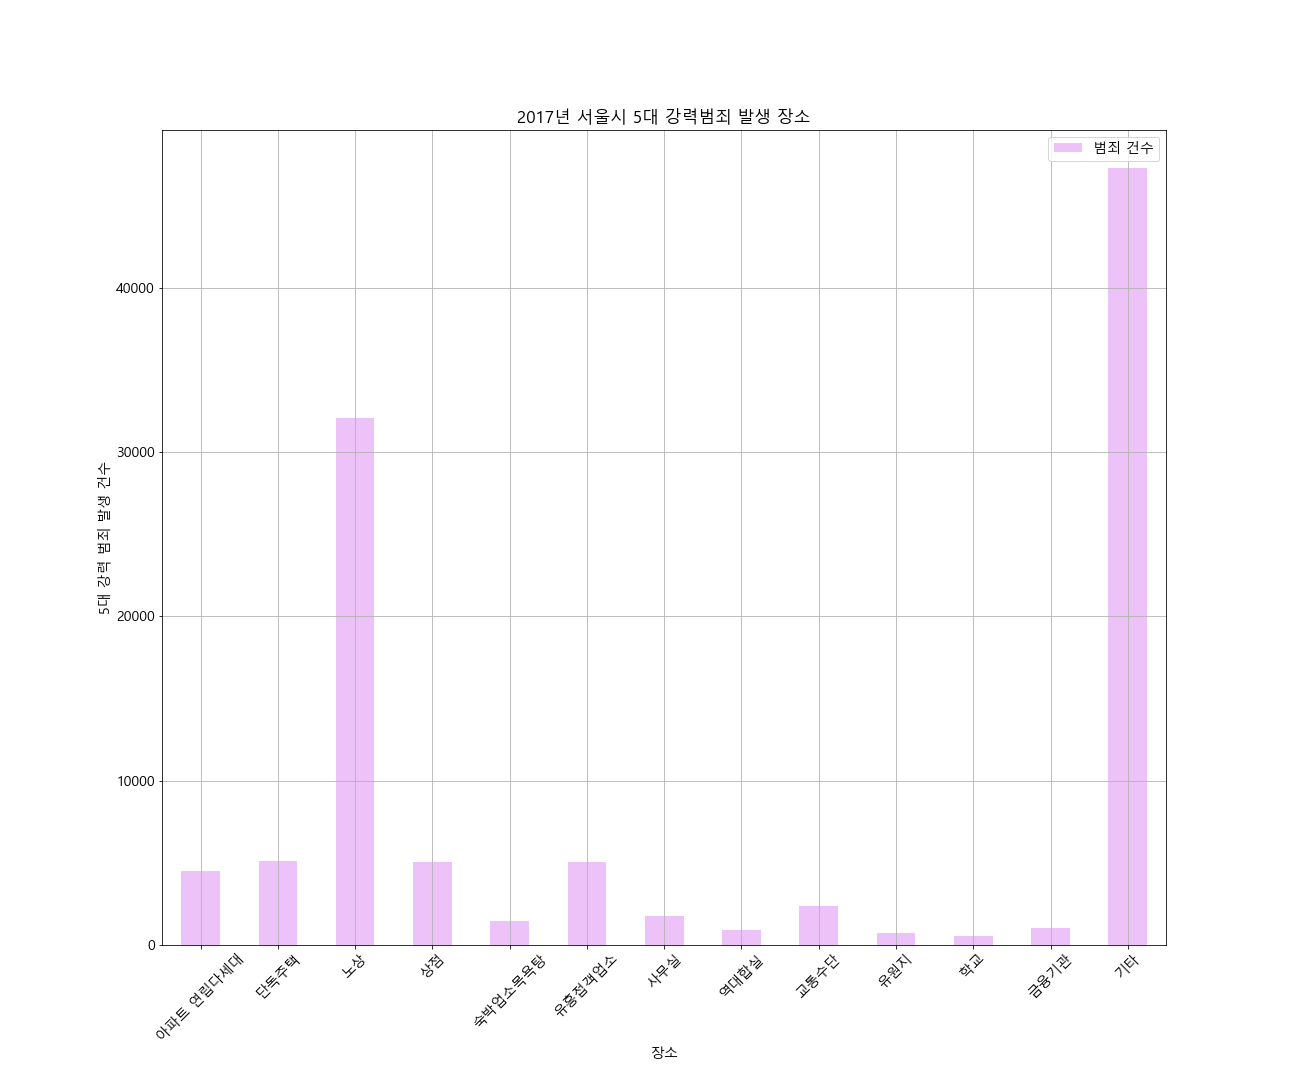 2017년 서울시 5대 강력범죄 발생 장소
범죄 건수
40000
30000
20000
10000
0
5대 강력 범죄 발생 건수
아파트 연립다세대
단독주택
노상
상점
숙박업소목욕탕
유흥접객업소
사무실
역대합실
교통수단
유원지
학교
금융기관
기타
장소